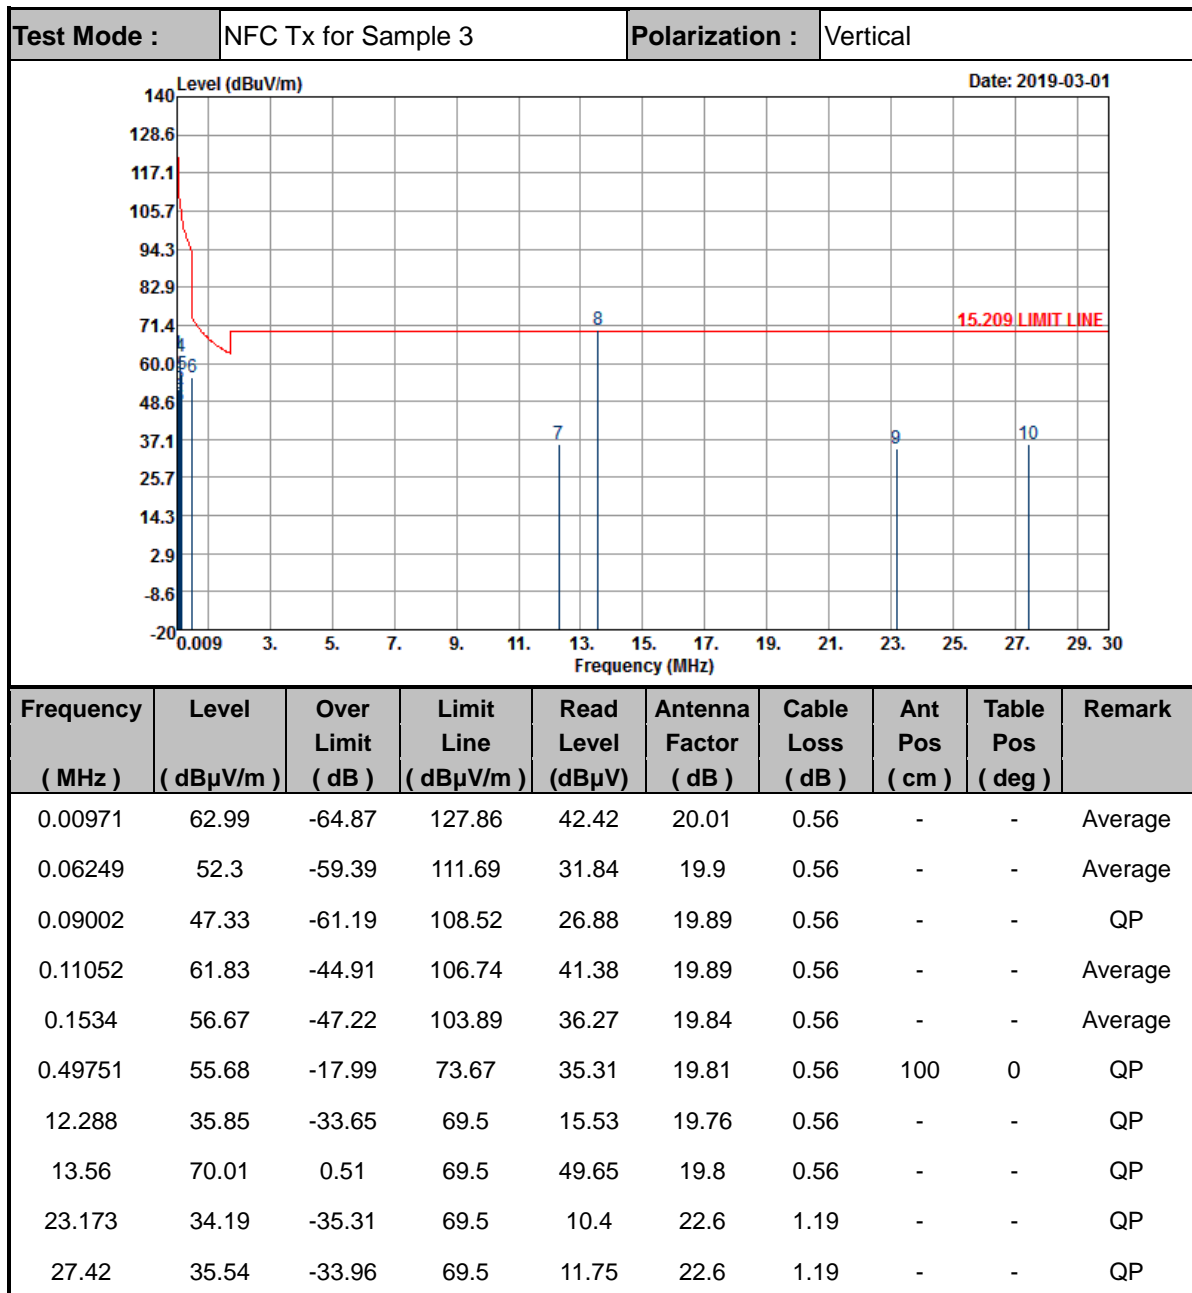 Test Mode : NFC Tx for Sample 3 Polarization : Vertical
Level (dBuV/m) Date: 2019-03-01
140
128.6
117.1
105.7
94.3
82.9
71.4
60.0
48.6
37.1
25.7
14.3
2.9
-8.6
-20
8
15.209 LIMIT LINE
4
5 6
7
9
10
0.009 3. 5. 7. 9. 11. 13. 15. 17. 19. 21. 23. 25. 27. 29. 30
Frequency (MHz)
Frequency Level Over Limit Read Antenna Cable Ant Table Remark
Limit Line Level Factor Loss Pos Pos
( MHz ) ( dBµV/m ) ( dB ) ( dBµV/m ) (dBµV) ( dB ) ( dB ) ( cm ) ( deg )
0.00971 62.99 -64.87 127.86 42.42 20.01 0.56 - - Average
0.06249 52.3 -59.39 111.69 31.84 19.9 0.56 - - Average
0.09002 47.33 -61.19 108.52 26.88 19.89 0.56 - - QP
0.11052 61.83 -44.91 106.74 41.38 19.89 0.56 - - Average
0.1534 56.67 -47.22 103.89 36.27 19.84 0.56 - - Average
0.49751 55.68 -17.99 73.67 35.31 19.81 0.56 100 0 QP
12.288 35.85 -33.65 69.5 15.53 19.76 0.56 - - QP
13.56 70.01 0.51 69.5 49.65 19.8 0.56 - - QP
23.173 34.19 -35.31 69.5 10.4 22.6 1.19 - - QP
27.42 35.54 -33.96 69.5 11.75 22.6 1.19 - - QP